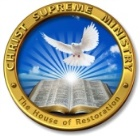 CHRIST SUPREME MINISTRY
The House of Restoration